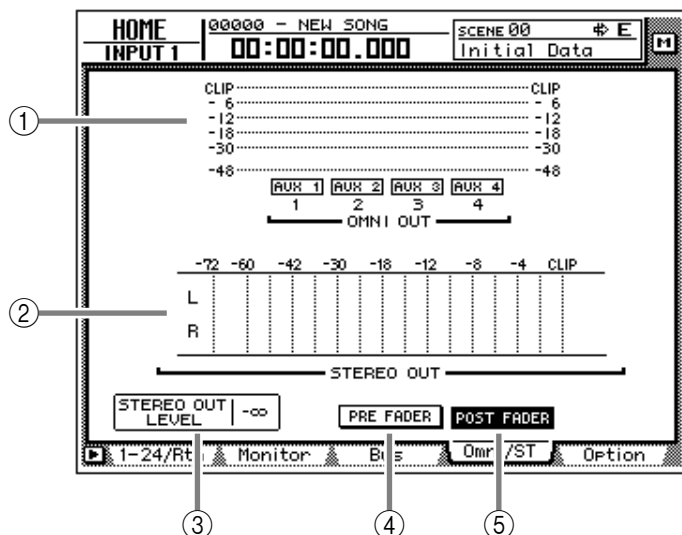 HOME
INPUT 1
00000 - NEW SONG
00:00:00.000
SCENE 00 E
Initial Data
M
CLIP CLIP
- 6 - 6
-12 -12
-18 -18
-30 -30
-48 -48
AUX 1 AUX 2 AUX 3 AUX 4
1 2 3 4
OMNI OUT
-72 -60 -42 -30 -18 -12 -8 -4 CLIP
L
R
STEREO OUT
STEREO OUT LEVEL -∞
PRE FADER POST FADER
1-24/Rtn Monitor Bus Omni/ST Option
①
②
③ ④ ⑤